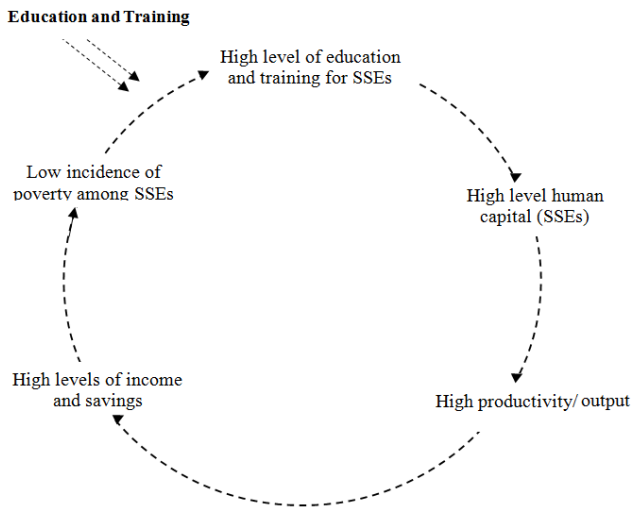 Education and Training
High level of education
and training for SSEs
Low incidence of
poverty among SSEs
High level human
capital (SSEs)
High levels of income
and savings
High productivity/ output